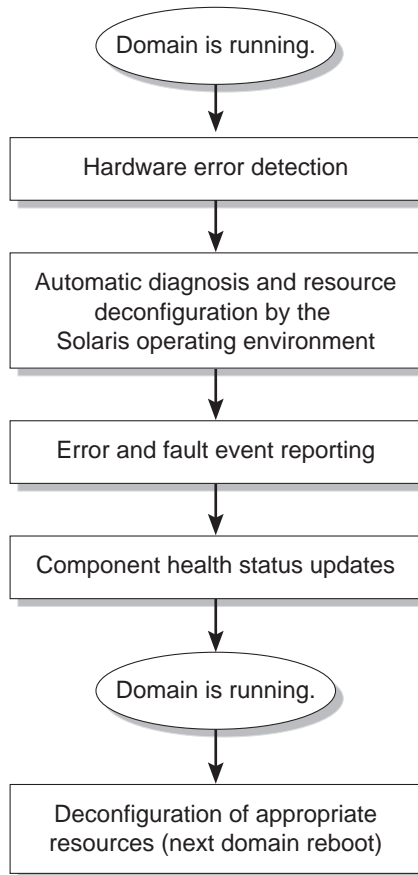 Domain is running.
Hardware error detection
Automatic diagnosis and resource
deconfiguration by the
Solaris operating environment
Error and fault event reporting
Component health status updates
Domain is running.
Deconfiguration of appropriate
resources (next domain reboot)